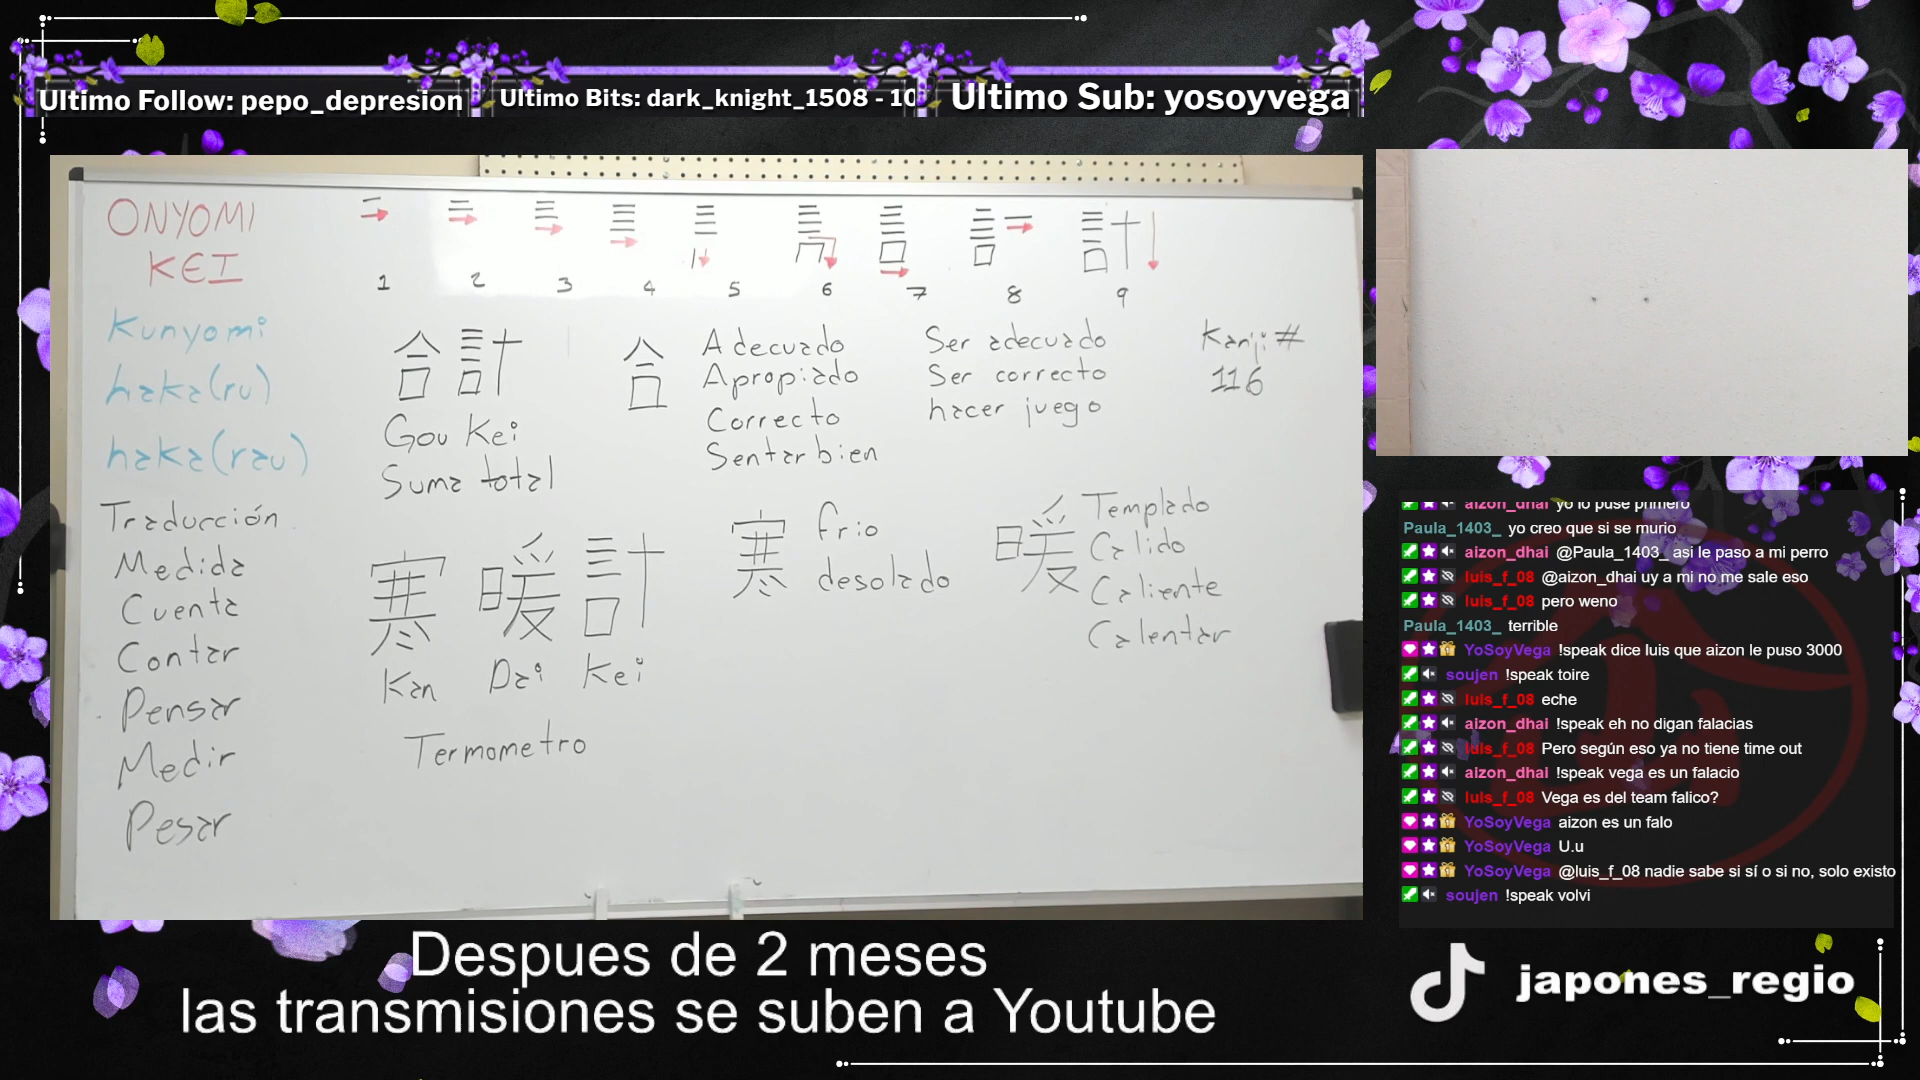 Ultimo Follow: pepo_depresion
Ultimo Bits: dark_knight_1508 - 10
Ultimo Sub: yosoyvega
ONYOMI
KEI
Kunyomi
haka(ru)
haka(rau)
Traducción
Medida
Cuenta
Contar
Pensar
Medir
Pesar
1 2 3 4 5 6 7 8 9
合計
Gou Kei
Suma total
合
Adecuado
Apropiado
Correcto
Sentar bien
Ser adecuado
Ser correcto
hacer juego
Kanji #
116
寒暖計
Kan Dai Kei
Termometro
寒
frio
desolado
暖
Templado
Calido
Caliente
Calentar
aizon_dhai yo lo puse primero
Paula_1403_ yo creo que si se murio
aizon_dhai @Paula_1403_ asi le paso a mi perro
luis_f_08 @aizon_dhai uy a mi no me sale eso
luis_f_08 pero weno
Paula_1403_ terrible
YoSoyVega !speak dice luis que aizon le puso 3000
soujen !speak toire
luis_f_08 eche
aizon_dhai !speak eh no digan falacias
luis_f_08 Pero según eso ya no tiene time out
aizon_dhai !speak vega es un falacio
luis_f_08 Vega es del team falico?
YoSoyVega aizon es un falo
YoSoyVega U.u
YoSoyVega @luis_f_08 nadie sabe si sí o si no, solo existo
soujen !speak volvi
Despues de 2 meses
las transmisiones se suben a Youtube
japones_regio